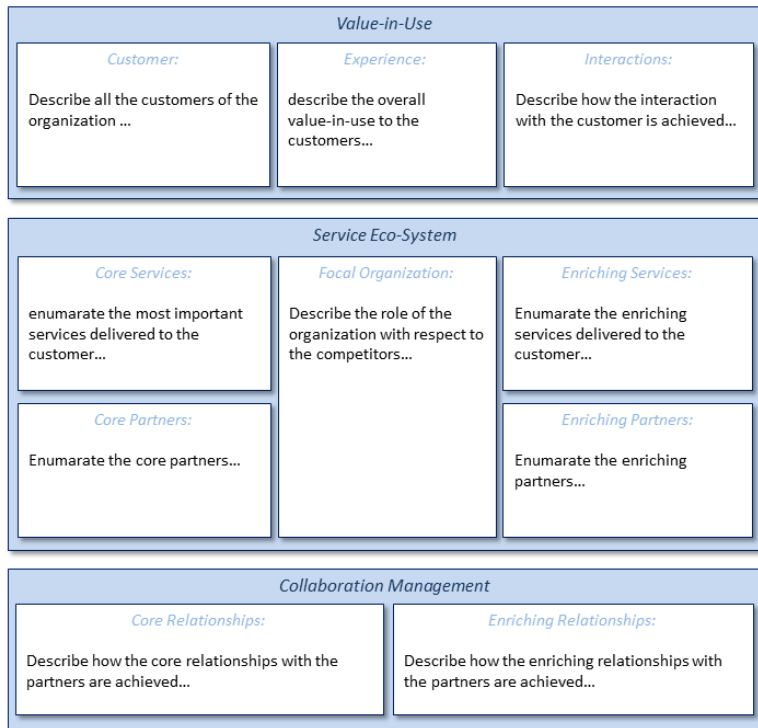 Value-in-Use
Customer:
Describe all the customers of the
organization ...
Experience:
describe the overall
value-in-use to the
customers...
Interactions:
Describe how the interaction
with the customer is achieved...
Service Eco-System
Core Services:
enumarate the most important
services delivered to the
customer...
Focal Organization:
Describe the role of the
organization with respect to
the competitors...
Enriching Services:
Enumarate the enriching
services delivered to the
customer...
Core Partners:
Enumarate the core partners...
Enriching Partners:
Enumarate the enriching
partners...
Collaboration Management
Core Relationships:
Describe how the core relationships with the
partners are achieved...
Enriching Relationships:
Describe how the enriching relationships with
the partners are achieved...